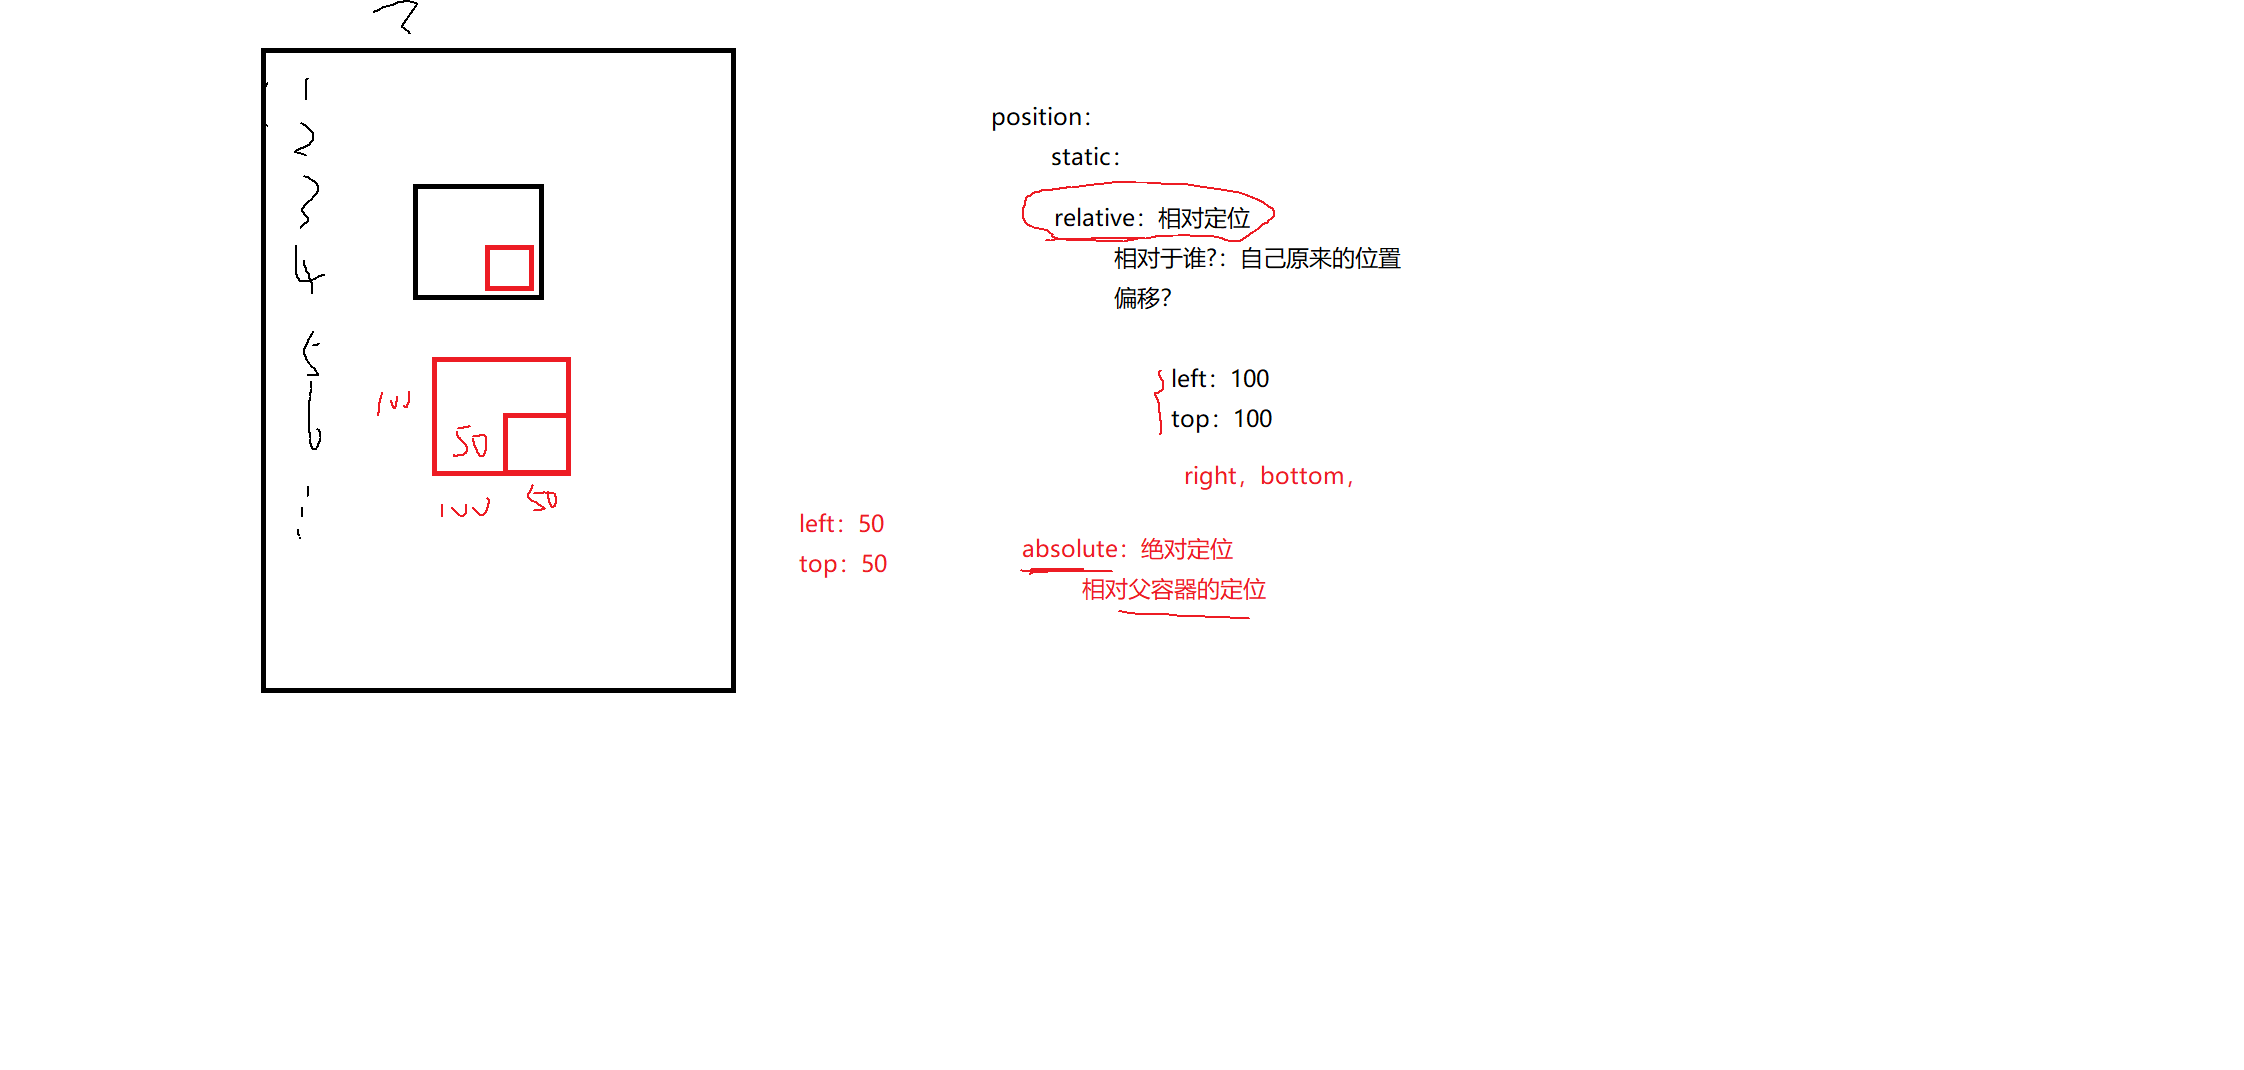 1
2
3
4
5
6
100
50
100
50
position：
static：
relative：相对定位
相对于谁?：自己原来的位置
偏移?
left：100
top：100
right，bottom，
left：50
top：50
absolute：绝对定位
相对父容器的定位